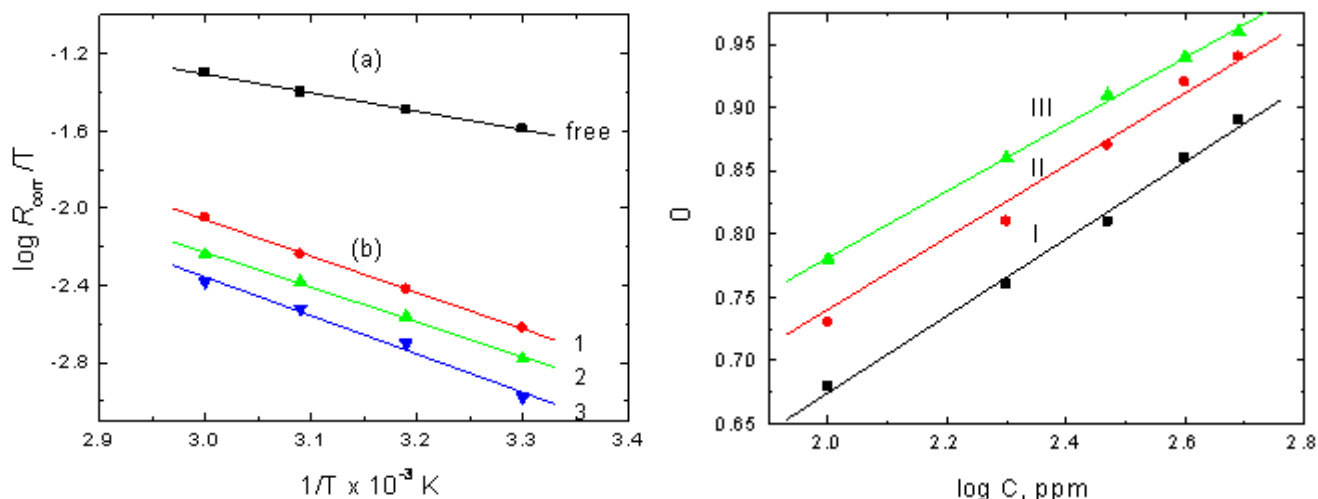 -1.2
-1.6
-2.0
-2.4
-2.8
log R_corr /T
(a)
free
(b)
1
2
3
2.9 3.0 3.1 3.2 3.3 3.4
1/T x 10⁻³ K
0.95
0.90
0.85
0.80
0.75
0.70
0.65
Θ
III
II
I
2.0 2.2 2.4 2.6 2.8
log C, ppm